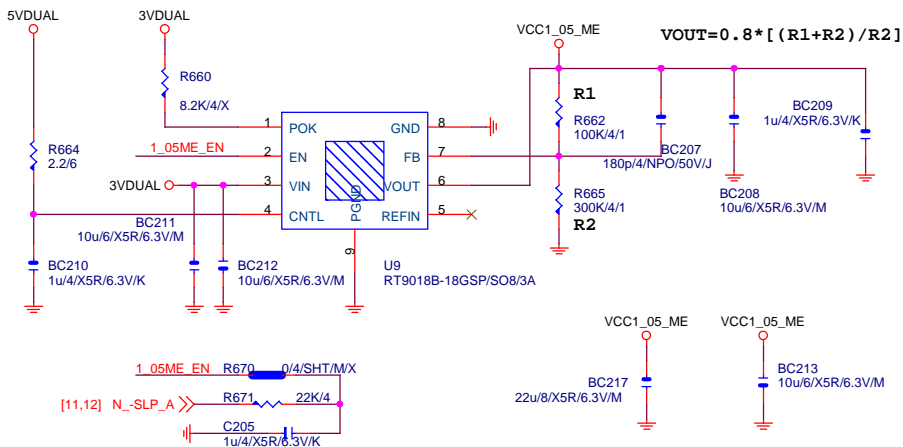 5VDUAL
3VDUAL
VCC1_05_ME
VOUT=0.8*[(R1+R2)/R2]
R660
8.2K/4/X
R1
R662
100K/4/1
BC209
1u/4/X5R/6.3V/K
1 POK
GND 8
1_05ME_EN
2 EN
FB 7
BC207
180p/4/NPO/50V/J
R664
2.2/6
3VDUAL
3 VIN
VOUT 6
4 CNTL
REFIN 5
PGND
9
R665
300K/4/1
R2
BC208
10u/6/X5R/6.3V/M
BC211
10u/6/X5R/6.3V/M
BC210
1u/4/X5R/6.3V/K
BC212
10u/6/X5R/6.3V/M
U9
RT9018B-18GSP/SO8/3A
VCC1_05_ME
VCC1_05_ME
1_05ME_EN
R670
0/4/SHT/M/X
[11,12] N_-SLP_A
R671
22K/4
C205
1u/4/X5R/6.3V/K
BC217
22u/8/X5R/6.3V/M
BC213
10u/6/X5R/6.3V/M